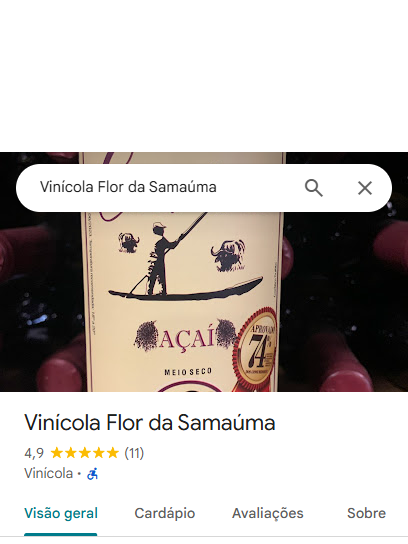 Vinícola Flor da Samaúma
AÇAÍ
MEIO SECO
APROVADO
74%
Vinícola Flor da Samaúma
4,9 (11)
Vinícola ·
Visão geral Cardápio Avaliações Sobre